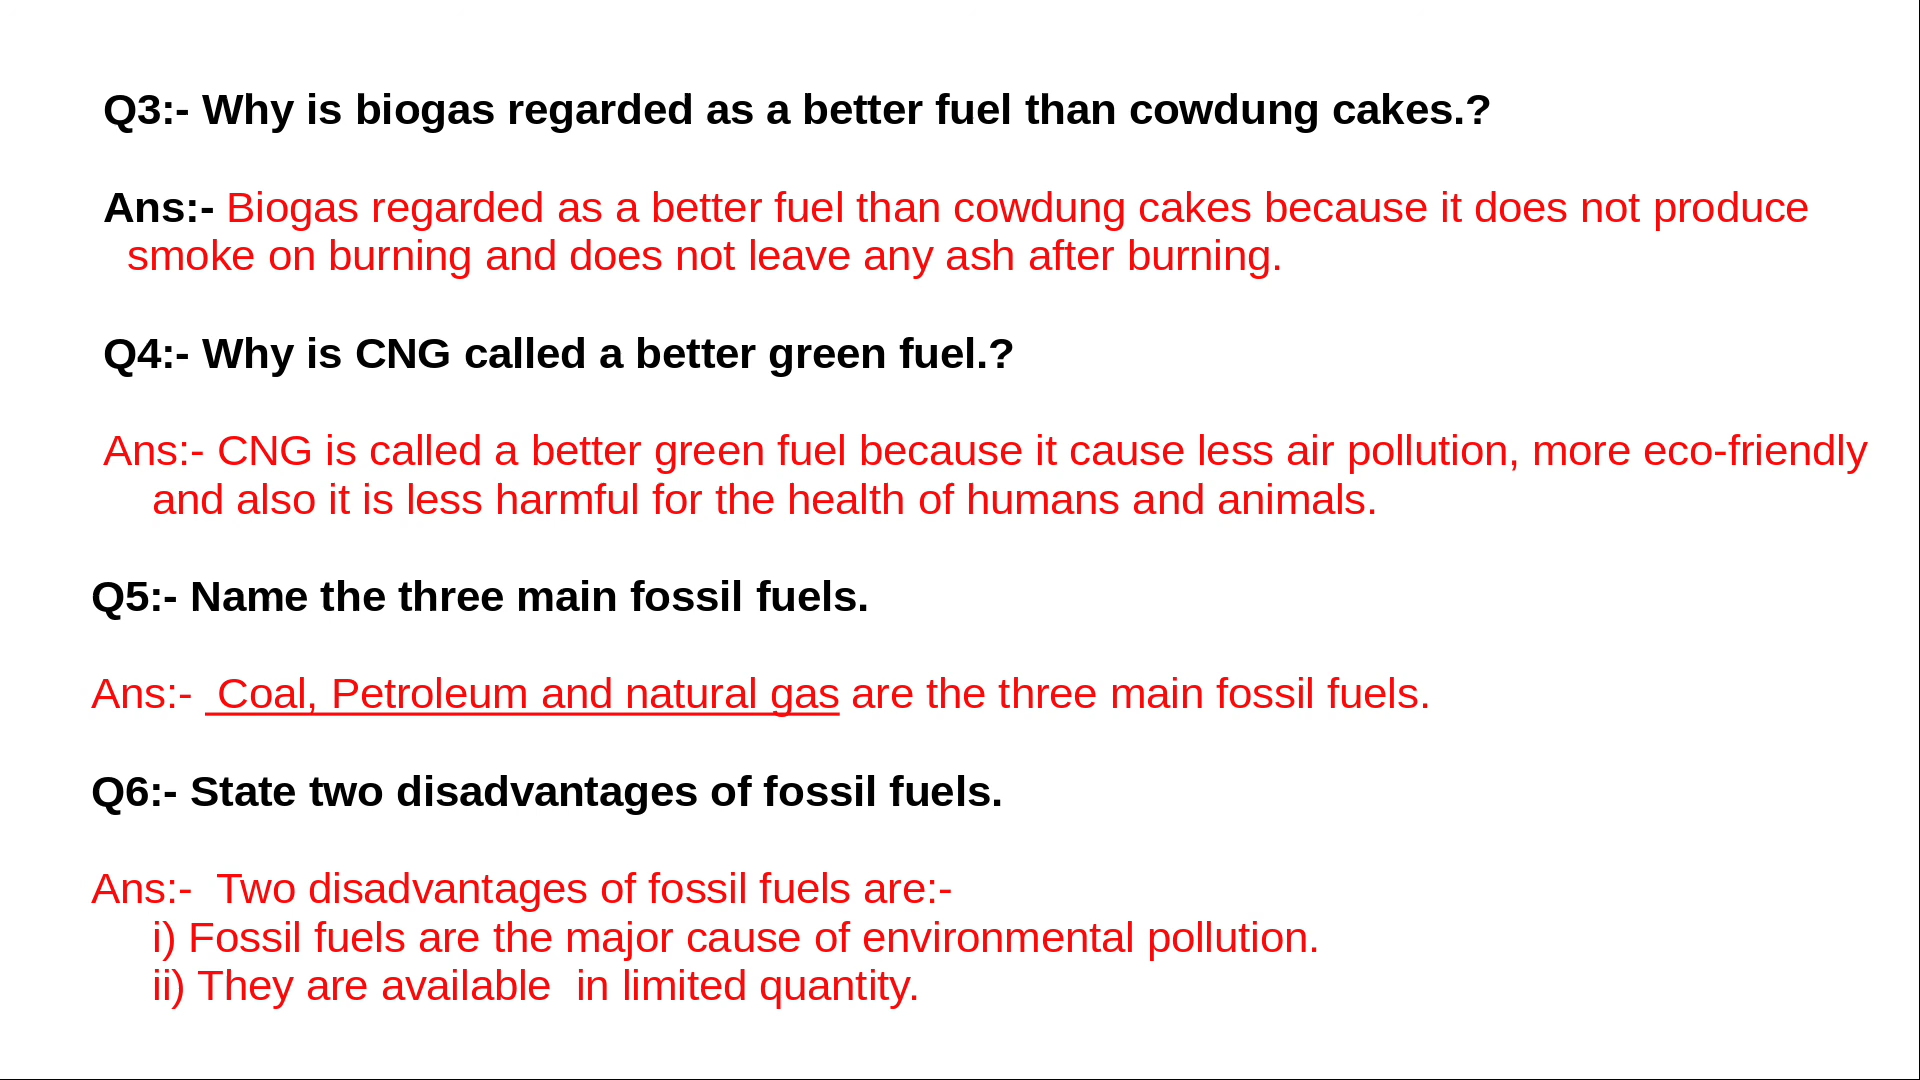 Q3:- Why is biogas regarded as a better fuel than cowdung cakes.?
Ans:- Biogas regarded as a better fuel than cowdung cakes because it does not produce
smoke on burning and does not leave any ash after burning.
Q4:- Why is CNG called a better green fuel.?
Ans:- CNG is called a better green fuel because it cause less air pollution, more eco-friendly
and also it is less harmful for the health of humans and animals.
Q5:- Name the three main fossil fuels.
Ans:-  Coal, Petroleum and natural gas are the three main fossil fuels.
Q6:- State two disadvantages of fossil fuels.
Ans:-  Two disadvantages of fossil fuels are:-
i) Fossil fuels are the major cause of environmental pollution.
ii) They are available  in limited quantity.